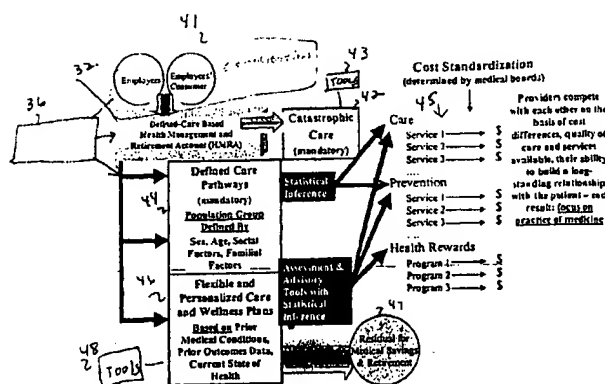 41
43
32
36
TOOLS
42
Employers
Employers'
Consumer
Defined-Care Based
Health Management and
Retirement Account (HMRA)
Catastrophic
Care
(mandatory)
Cost Standardization
(determined by medical boards)
45
Care
Service 1 $
Service 2 $
Service 3 $
....
Prevention
Service 1 $
Service 2 $
Service 3 $
....
Health Rewards
Program 1 $
Program 2 $
Program 3 $
Providers compete
with each other on the
basis of cost
differences, quality of
care and services
available, their ability
to build a long-
standing relationship
with the patient - end
result: focus on
practice of medicine
44
Defined Care
Pathways
(mandatory)
Population Group
Defined By
Sex, Age, Social
Factors, Familial
Factors
Statistical
Inference
46
Flexible and
Personalized Care
and Wellness Plans
Based on Prior
Medical Conditions,
Prior Outcomes Data,
Current State of
Health
Assessment &
Advisory
Tools with
Statistical
Inference
47
Residual for
Medical Savings
& Retirement
48
TOOLS